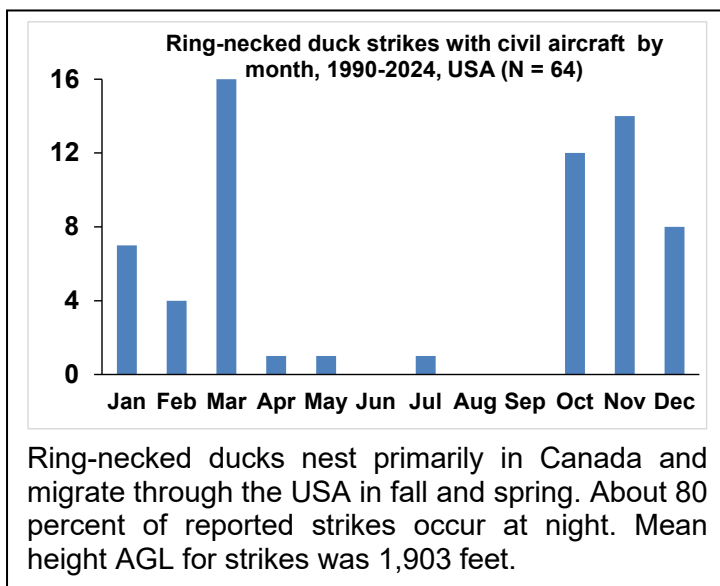 Ring-necked duck strikes with civil aircraft by
month, 1990-2024, USA (N = 64)
16
12
8
4
0
Jan Feb Mar Apr May Jun Jul Aug Sep Oct Nov Dec
Ring-necked ducks nest primarily in Canada and
migrate through the USA in fall and spring. About 80
percent of reported strikes occur at night. Mean
height AGL for strikes was 1,903 feet.